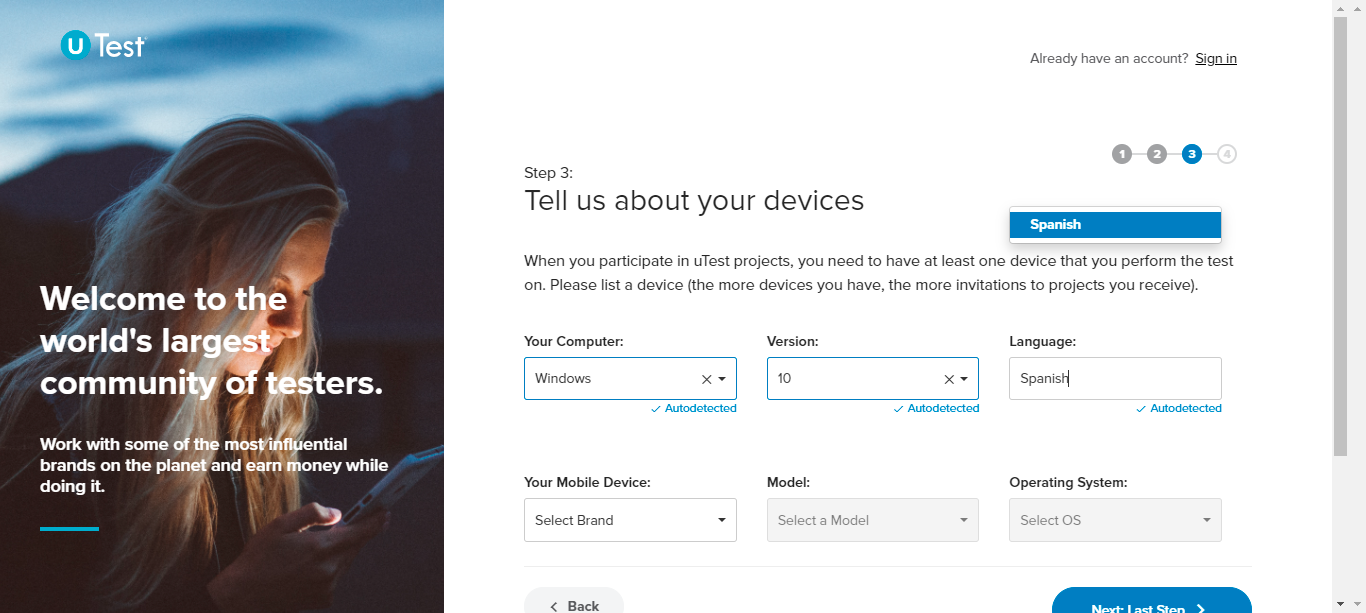 U Test
Already have an account? Sign in
1 2 3 4
Step 3:
Tell us about your devices
Spanish
When you participate in uTest projects, you need to have at least one device that you perform the test
on. Please list a device (the more devices you have, the more invitations to projects you receive).
Welcome to the
world's largest
community of testers.
Work with some of the most influential
brands on the planet and earn money while
doing it.
Your Computer: Version: Language:
Windows 10 Spanish
Autodetected Autodetected Autodetected
Your Mobile Device: Model: Operating System:
Select Brand Select a Model Select OS
Back Next: Last Step